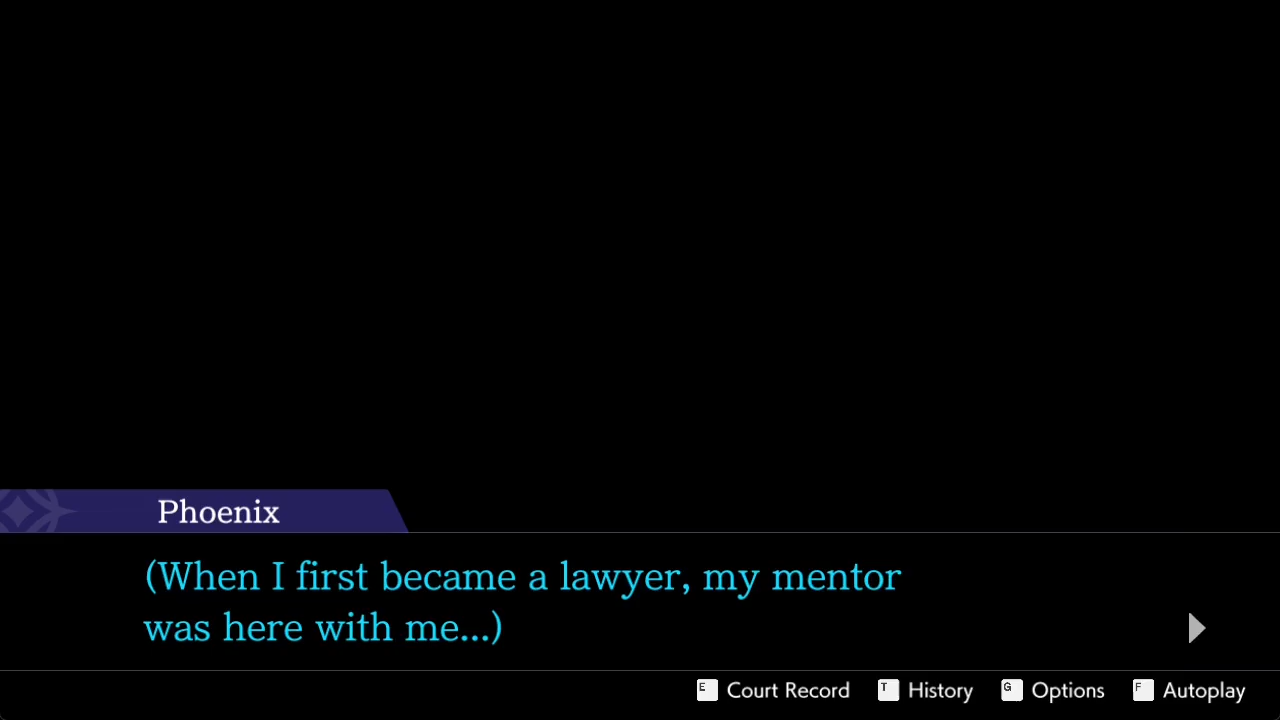 Phoenix
(When I first became a lawyer, my mentor
was here with me...)
E Court Record T History G Options F Autoplay